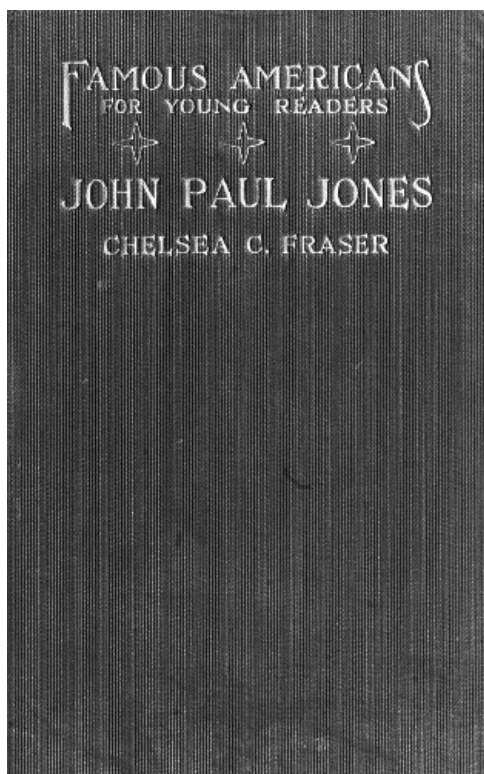 FAMOUS AMERICANS
FOR YOUNG READERS
JOHN PAUL JONES
CHELSEA C. FRASER